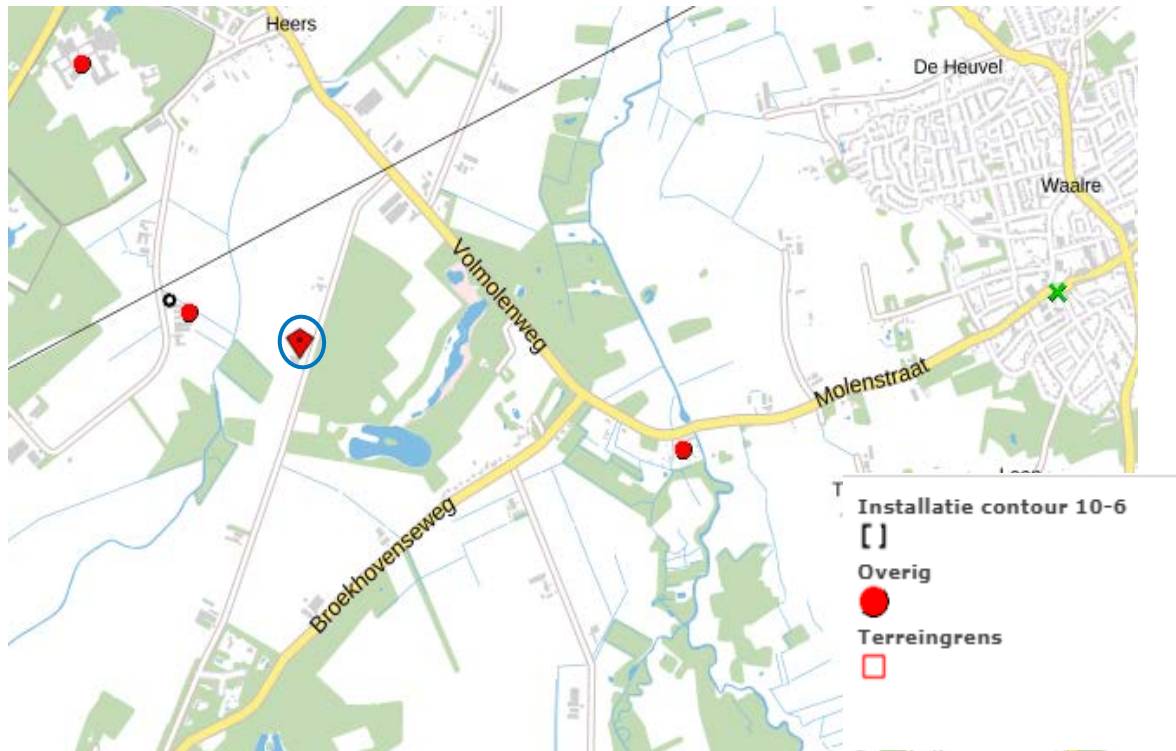 Heers
De Heuvel
Waalre
Volmolenweg
Molenstraat
Broekhovenseweg
T
Installatie contour 10-6
[ ]
Overig
Terreingrens